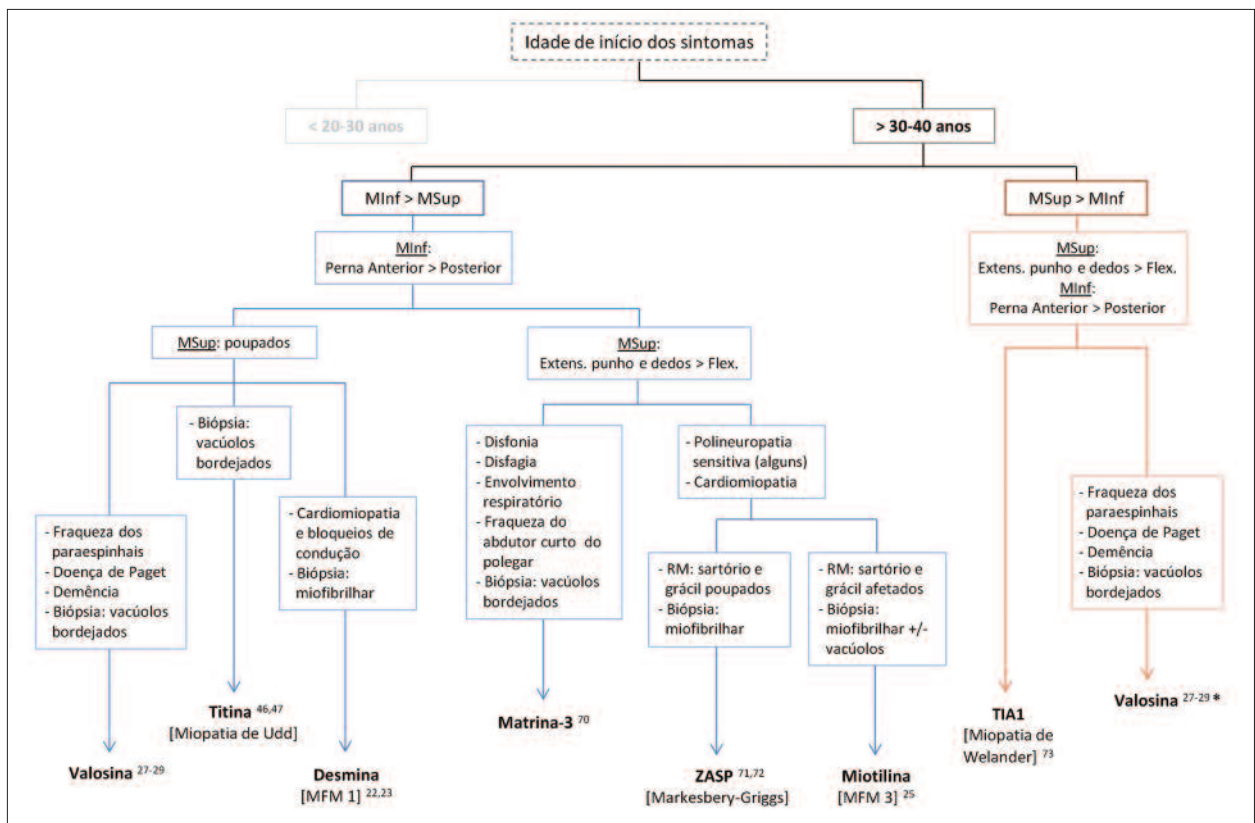 Idade de início dos sintomas
< 20-30 anos
> 30-40 anos
MInf > MSup
MSup > MInf
MInf:
Perna Anterior > Posterior
MSup:
Extens. punho e dedos > Flex.
MInf:
Perna Anterior > Posterior
MSup: poupados
MSup:
Extens. punho e dedos > Flex.
- Fraqueza dos
paraespinhais
- Doença de Paget
- Demência
- Biópsia: vacúolos
bordejados
- Biópsia:
vacúolos
bordejados
- Cardiomiopatia
e bloqueios de
condução
- Biópsia:
miofibrilhar
- Disfonia
- Disfagia
- Envolvimento
respiratório
- Fraqueza do
abdutor curto do
polegar
- Biópsia: vacúolos
bordejados
- Polineuropatia
sensitiva (alguns)
- Cardiomiopatia
- RM: sartório e
grácil poupados
- Biópsia:
miofibrilhar
- RM: sartório e
grácil afetados
- Biópsia:
miofibrilhar +/-
vacúolos
- Fraqueza dos
paraespinhais
- Doença de Paget
- Demência
- Biópsia: vacúolos
bordejados
Valosina 27-29
Titina 46,47
[Miopatia de Udd]
Desmina
[MFM 1] 22,23
Matrina-3 70
ZASP 71,72
[Markesbery-Griggs]
Miotilina
[MFM 3] 25
TIA1
[Miopatia de
Welander] 73
Valosina 27-29 *